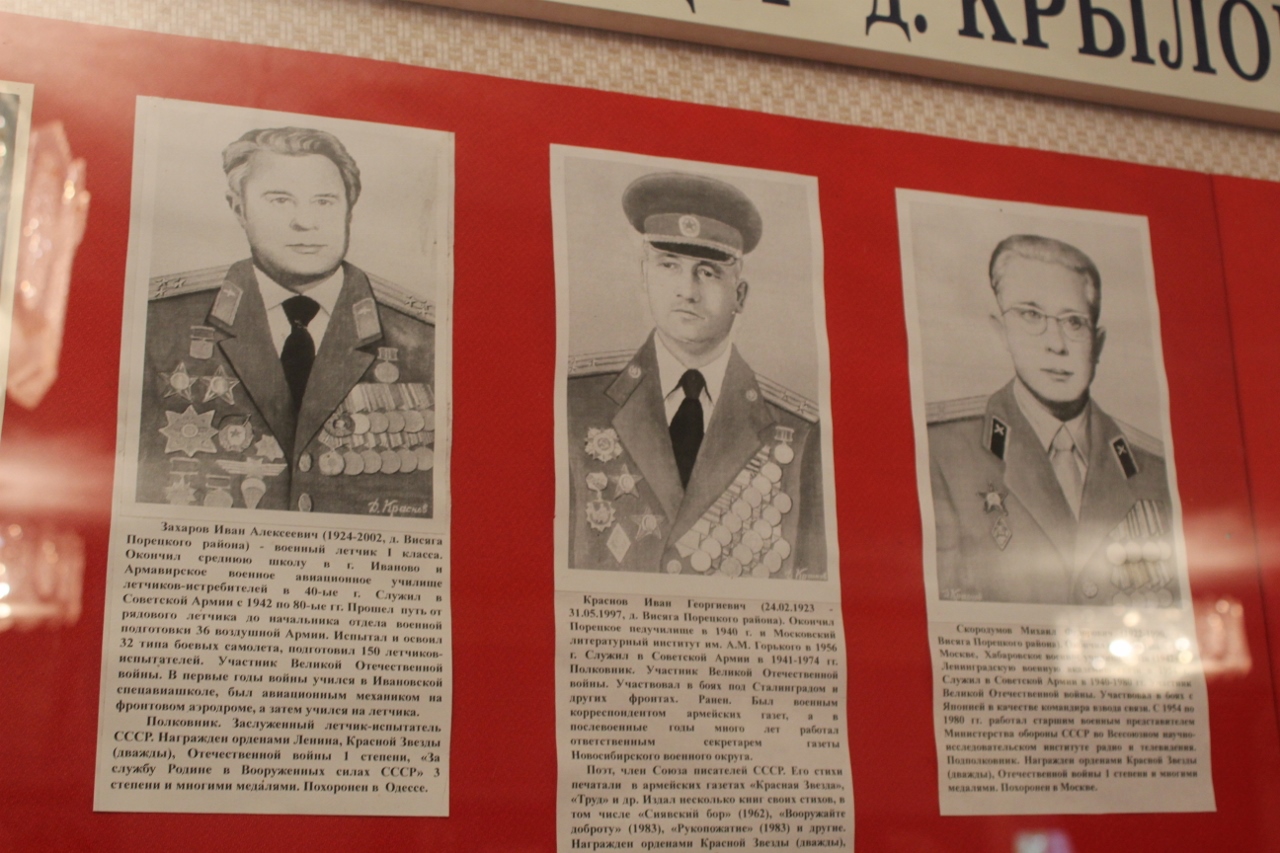 д. КРЫЛО
Д. Краснов
Захаров Иван Алексеевич (1924-2002, д. Висяга
Порецкого района) - военный летчик 1 класса.
Окончил среднюю школу в г. Иваново и
Армавирское военное авиационное училище
летчиков-истребителей в 40-ые г. Служил в
Советской Армии с 1942 по 80-ые гг. Прошел путь от
рядового летчика до начальника отдела военной
подготовки 36 воздушной Армии. Испытал и освоил
32 типа боевых самолета, подготовил 150 летчиков-
испытателей. Участник Великой Отечественной
войны. В первые годы войны учился в Ивановской
спецавиашколе, был авиационным механиком на
фронтовом аэродроме, а затем учился на летчика.
Полковник. Заслуженный летчик-испытатель
СССР. Награжден орденами Ленина, Красной Звезды
(дважды), Отечественной войны 1 степени, «За
службу Родине в Вооруженных силах СССР» 3
степени и многими медалями. Похоронен в Одессе.
Краснов Иван Георгиевич (24.02.1923 -
31.05.1997, д. Висяга Порецкого района). Окончил
Порецкое педучилище в 1940 г. и Московский
литературный институт им. А.М. Горького в 1956
г. Служил в Советской Армии в 1941-1974 гг.
Полковник. Участник Великой Отечественной
войны. Участвовал в боях под Сталинградом и
других фронтах. Ранен. Был военным
корреспондентом армейских газет, а в
послевоенные годы много лет работал
ответственным секретарем газеты
Новосибирского военного округа.
Поэт, член Союза писателей СССР. Его стихи
печатали в армейских газетах «Красная Звезда»,
«Труд» и др. Издал несколько книг своих стихов, в
том числе «Сиявский бор» (1962), «Вооружайте
доброту» (1983), «Рукопожатие» (1983) и другие.
Награжден орденами Красной Звезды (дважды),
Скородумов Михаил
Висяга Порецкого района).
Москве, Хабаровское
Ленинградскую военную
Служил в Советской Армии в 1940-1980
Великой Отечественной войны. Участвовал в боях с
Японией в качестве командира взвода связи. С 1954 по
1980 гг. работал старшим военным представителем
Министерства обороны СССР во Всесоюзном научно-
исследовательском институте радио и телевидения.
Подполковник. Награжден орденами Красной Звезды
(дважды), Отечественной войны 1 степени и многими
медалями. Похоронен в Москве.